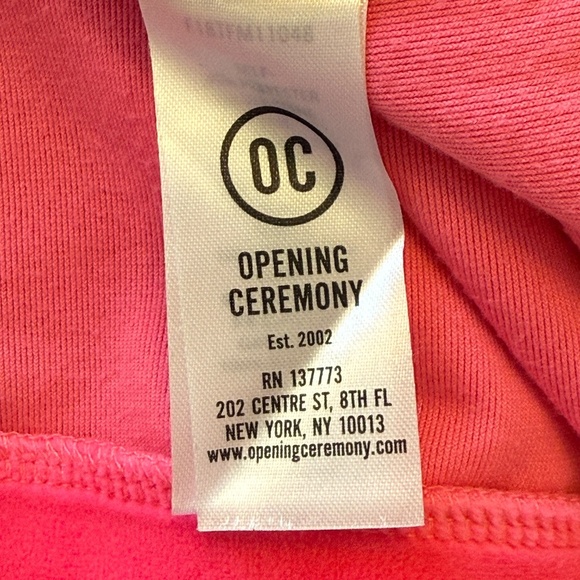 OC
OPENING
CEREMONY
Est. 2002
RN 137773
202 CENTRE ST, 8TH FL
NEW YORK, NY 10013
www.openingceremony.com